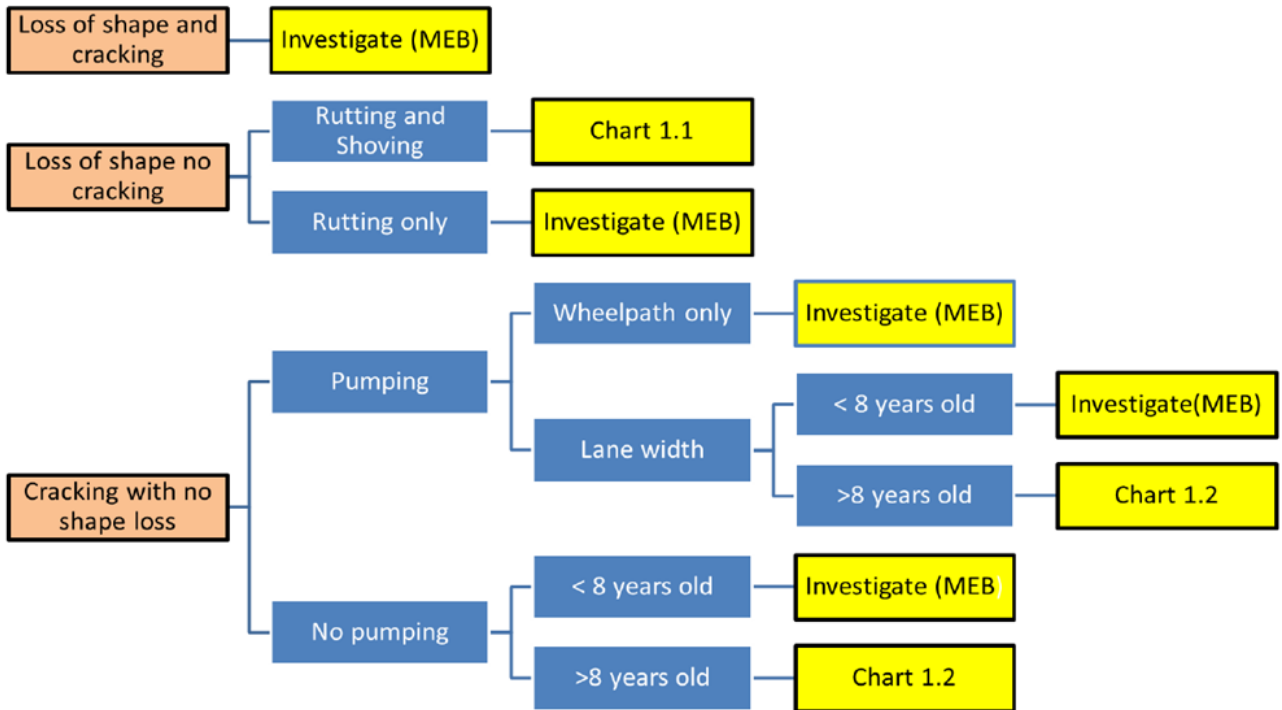 Loss of shape and
cracking
Investigate (MEB)
Loss of shape no
cracking
Rutting and
Shoving
Chart 1.1
Rutting only
Investigate (MEB)
Cracking with no
shape loss
Pumping
Wheelpath only
Investigate (MEB)
Lane width
< 8 years old
Investigate(MEB)
>8 years old
Chart 1.2
No pumping
< 8 years old
Investigate (MEB)
>8 years old
Chart 1.2